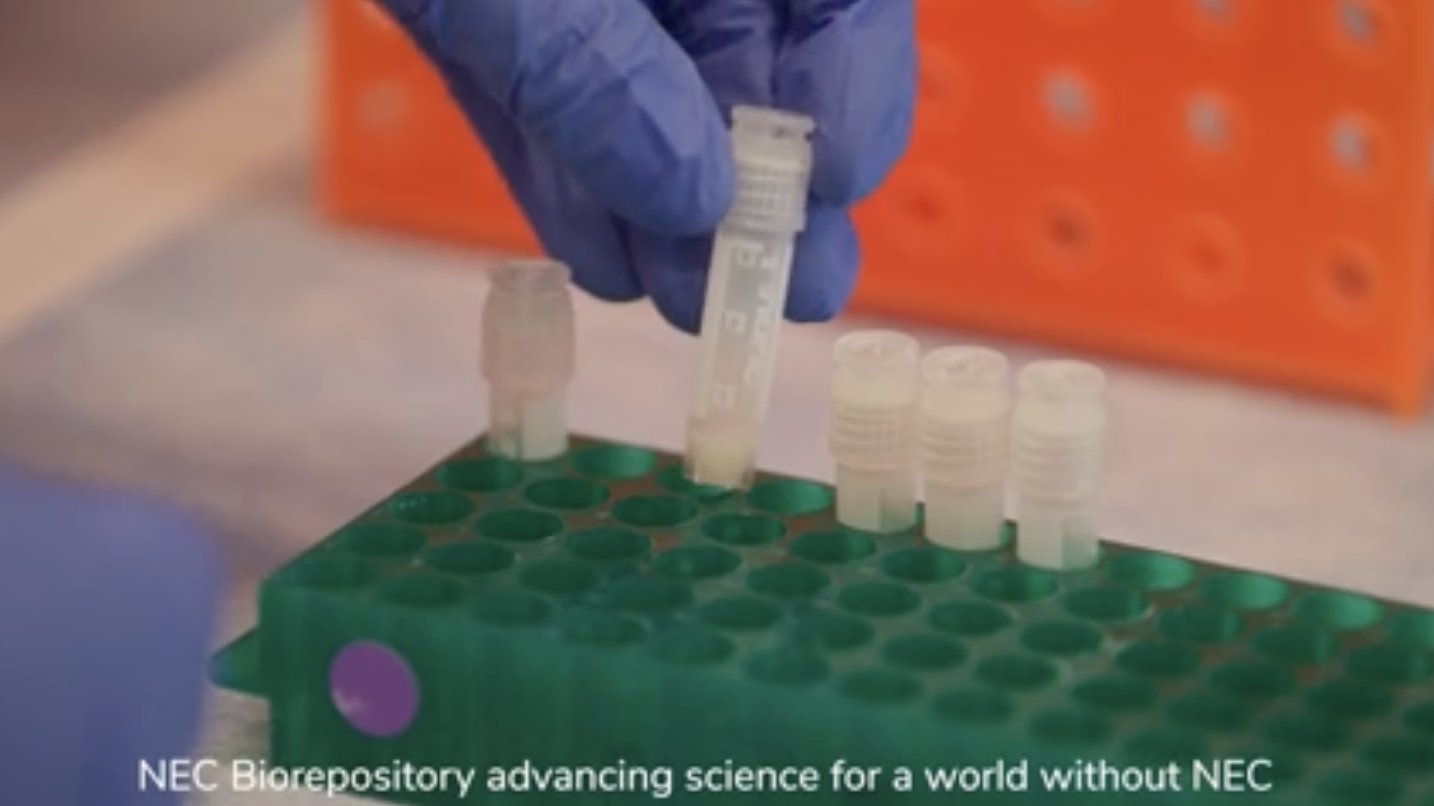 NEC Biorepository advancing science for a world without NEC